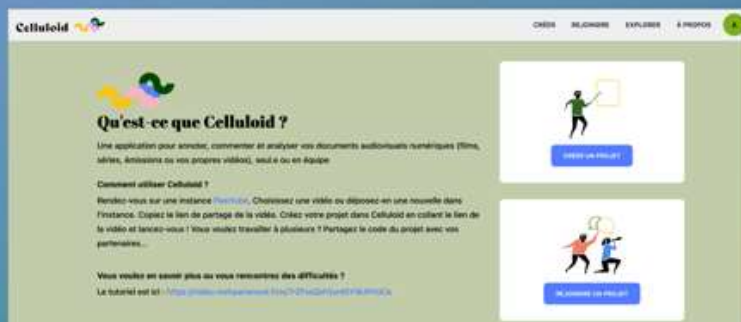 Celluloid
CRÉER REJOINDRE EXPLORER À PROPOS
Qu'est-ce que Celluloid ?
Une application pour annoter, commenter et analyser vos documents audiovisuels numériques (films,
séries, émissions ou vos propres vidéos), seul.e ou en équipe
Comment utiliser Celluloid ?
Rendez-vous sur une instance PeerTube. Choisissez une vidéo ou déposez-en une nouvelle dans
l'instance. Copiez le lien de partage de la vidéo. Créez votre projet dans Celluloid en collant le lien de
la vidéo et lancez-vous ! Vous voulez travailler à plusieurs ? Partagez le code du projet avec vos
partenaires...
Vous voulez en savoir plus ou vous rencontrez des difficultés ?
Le tutoriel est ici :
CRÉER UN PROJET
REJOINDRE UN PROJET